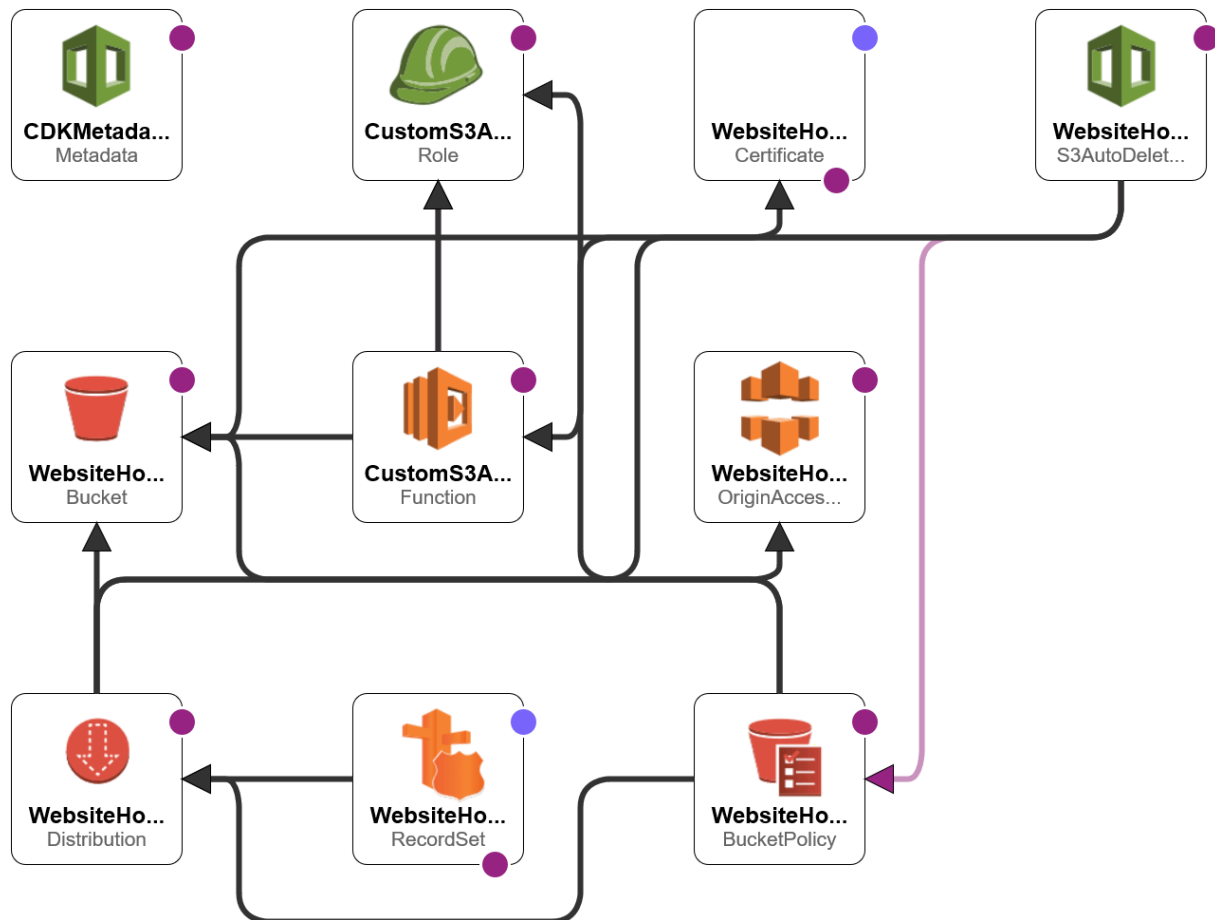 CDKMetada...
Metadata
CustomS3A...
Role
WebsiteHo...
Certificate
WebsiteHo...
S3AutoDelet...
WebsiteHo...
Bucket
CustomS3A...
Function
WebsiteHo...
OriginAcces...
WebsiteHo...
Distribution
WebsiteHo...
RecordSet
WebsiteHo...
BucketPolicy